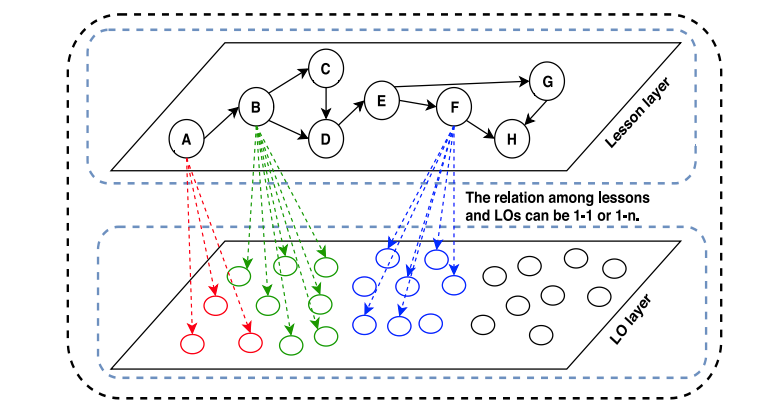 C
G
E
B
F
A
D
H
Lesson layer
The relation among lessons
and LOs can be 1-1 or 1-n.
LO layer